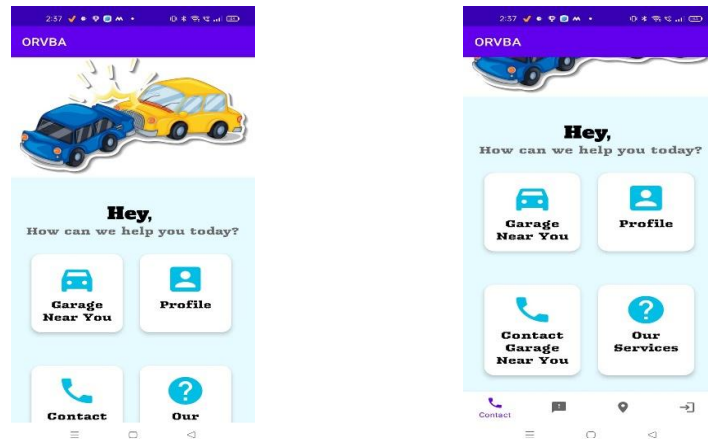 2:37
ORVBA
Hey,
How can we help you today?
Garage
Near You
Profile
Contact
Our
2:37
ORVBA
Hey,
How can we help you today?
Garage
Near You
Profile
Contact
Garage
Near You
Our
Services
Contact